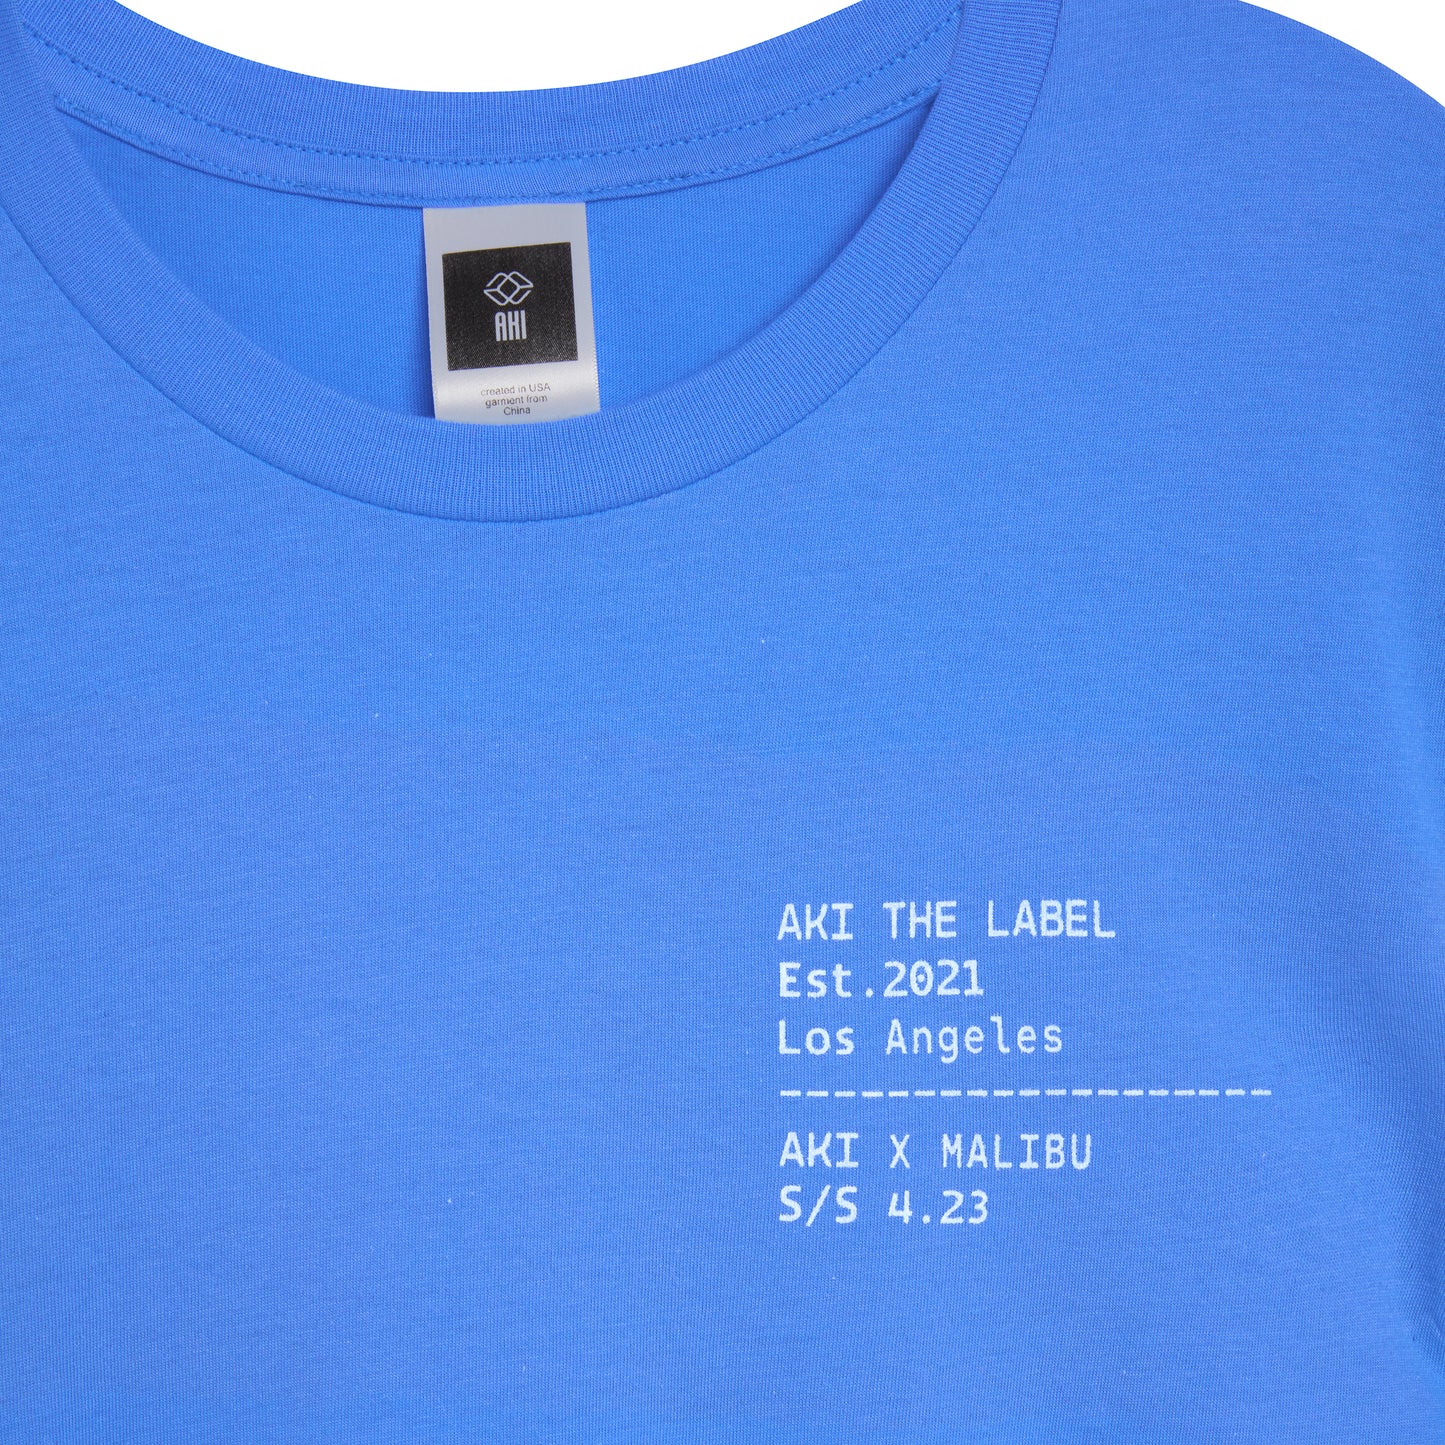 AKI
created in USA
garment from
China
AKI THE LABEL
Est.2021
Los Angeles
-------------------
AKI X MALIBU
S/S 4.23